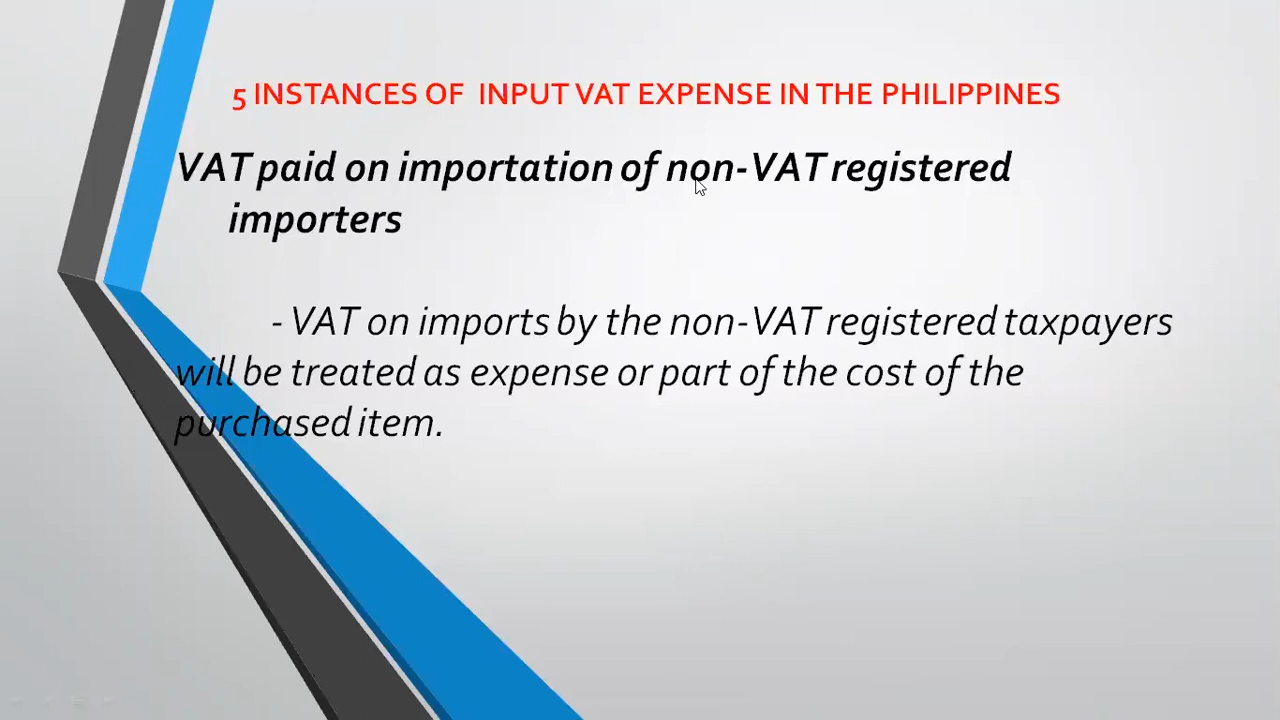 5 INSTANCES OF INPUT VAT EXPENSE IN THE PHILIPPINES
VAT paid on importation of non-VAT registered
importers
- VAT on imports by the non-VAT registered taxpayers
will be treated as expense or part of the cost of the
purchased item.